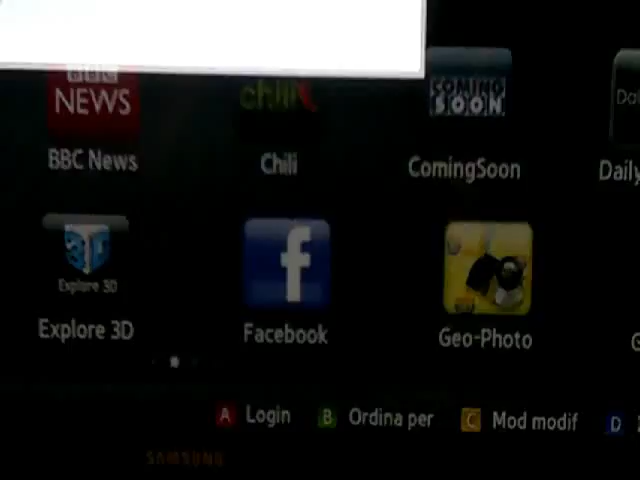 BBC
NEWS
BBC News
chili
Chili
COMING
SOON
ComingSoon
Daily
3D
Explore 3D
Explore 3D
f
Facebook
Geo-Photo
A Login
B Ordina per
C Mod modif
D
SAMSUNG